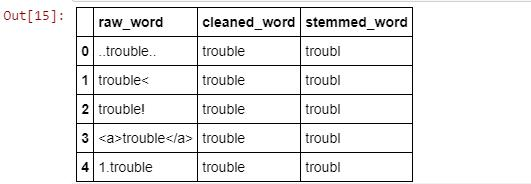 Out[15]:
raw_word cleaned_word stemmed_word
0 ..trouble.. trouble troubl
1 trouble< trouble troubl
2 trouble! trouble troubl
3 <a>trouble</a> trouble troubl
4 1.trouble trouble troubl